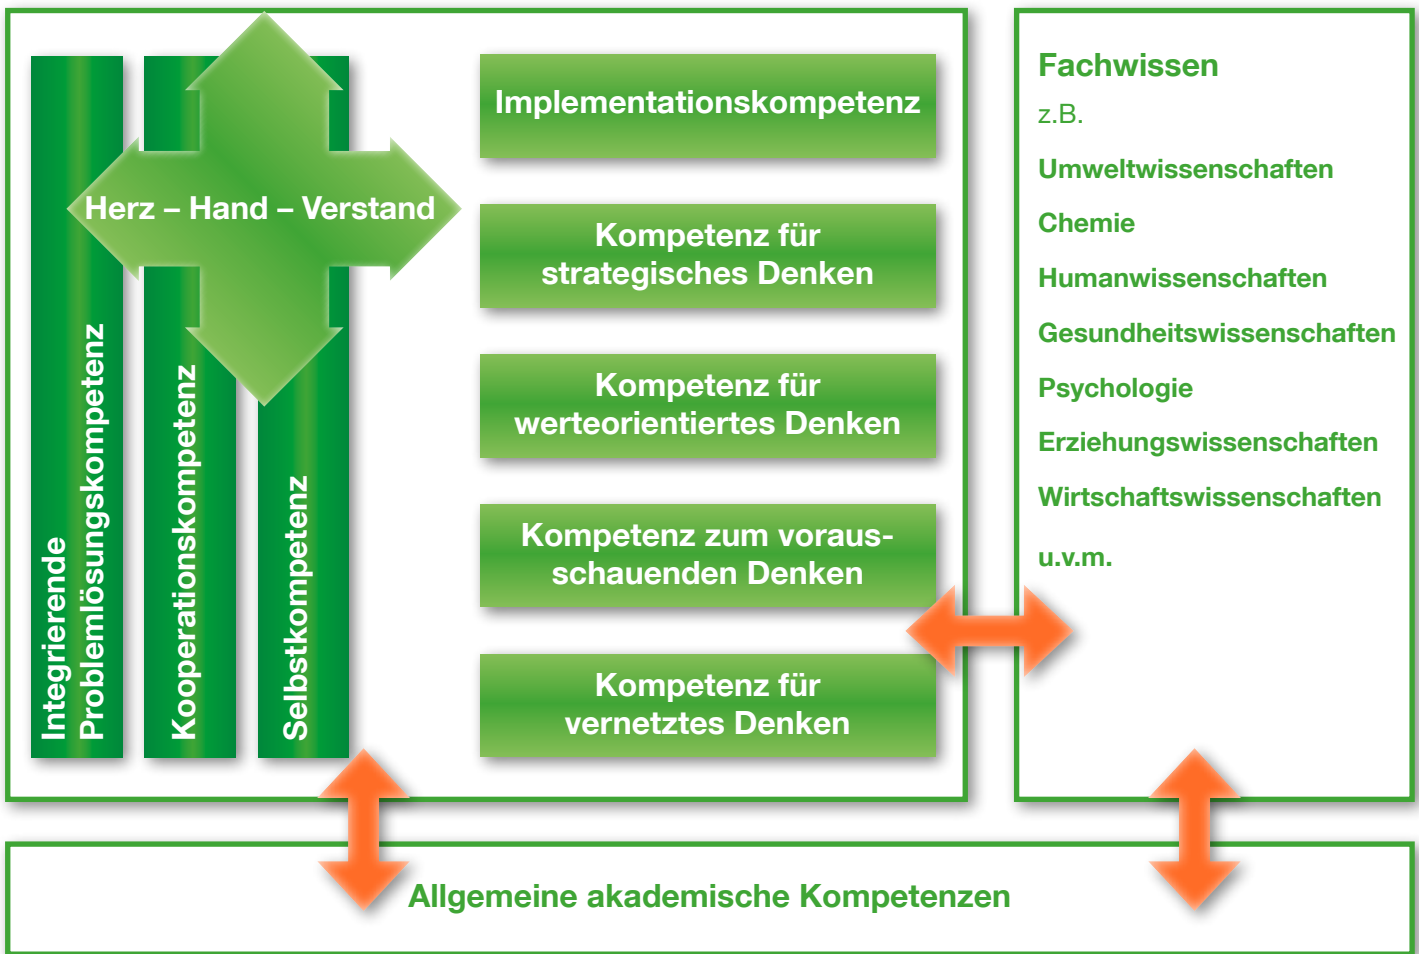 Integrierende
Problemlösungskompetenz
Kooperationskompetenz
Selbstkompetenz
Herz – Hand – Verstand
Implementationskompetenz
Kompetenz für
strategisches Denken
Kompetenz für
werteorientiertes Denken
Kompetenz zum voraus-
schauenden Denken
Kompetenz für
vernetztes Denken
Fachwissen
z.B.
Umweltwissenschaften
Chemie
Humanwissenschaften
Gesundheitswissenschaften
Psychologie
Erziehungswissenschaften
Wirtschaftswissenschaften
u.v.m.
Allgemeine akademische Kompetenzen